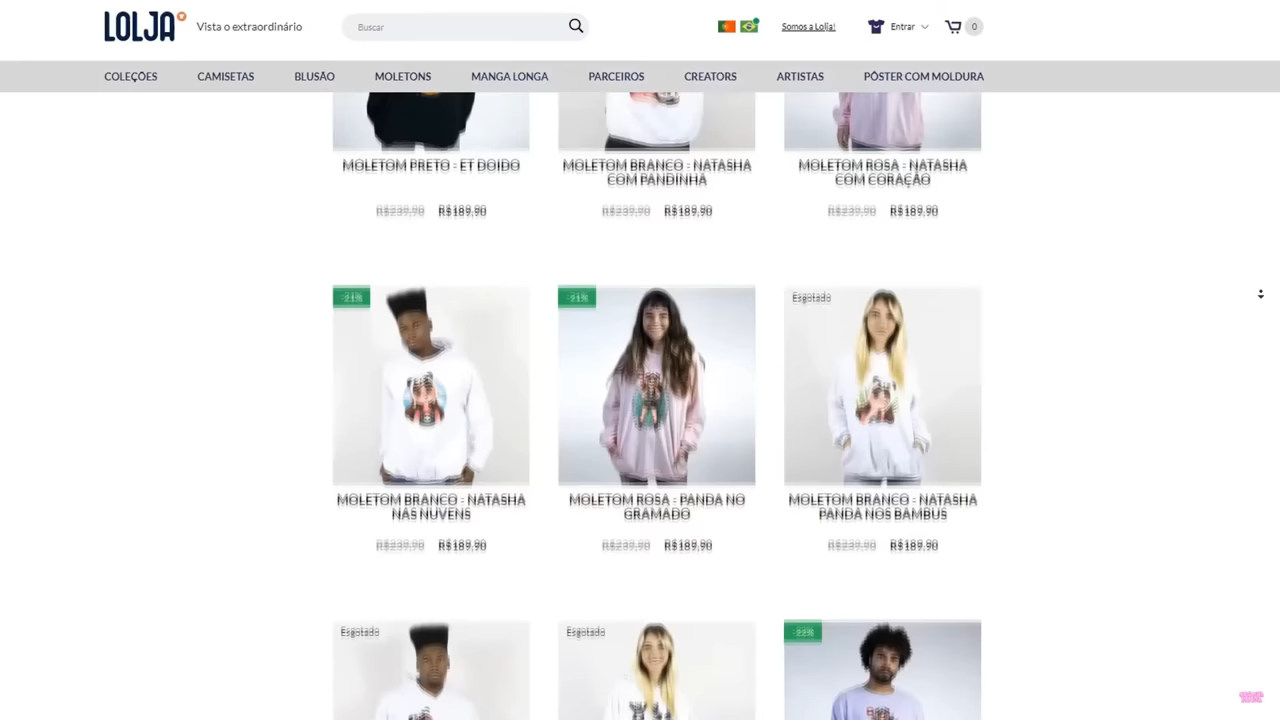 LOLJA
Vista o extraordinário
Buscar
Somos a Lolja!
Entrar
0
COLEÇÕES
CAMISETAS
BLUSÃO
MOLETONS
MANGA LONGA
PARCEIROS
CREATORS
ARTISTAS
PÔSTER COM MOLDURA
MOLETOM PRETO - ET DOIDO
R$239,90 R$189,90
MOLETOM BRANCO - NATASHA
COM PANDINHA
R$239,90 R$189,90
MOLETOM ROSA - NATASHA
COM CORAÇÃO
R$239,90 R$189,90
-21%
MOLETOM BRANCO - NATASHA
NAS NUVENS
R$239,90 R$189,90
-21%
MOLETOM ROSA - PANDA NO
GRAMADO
R$239,90 R$189,90
Esgotado
MOLETOM BRANCO - NATASHA
PANDA NOS BAMBUS
R$239,90 R$189,90
Esgotado
Esgotado
-22%